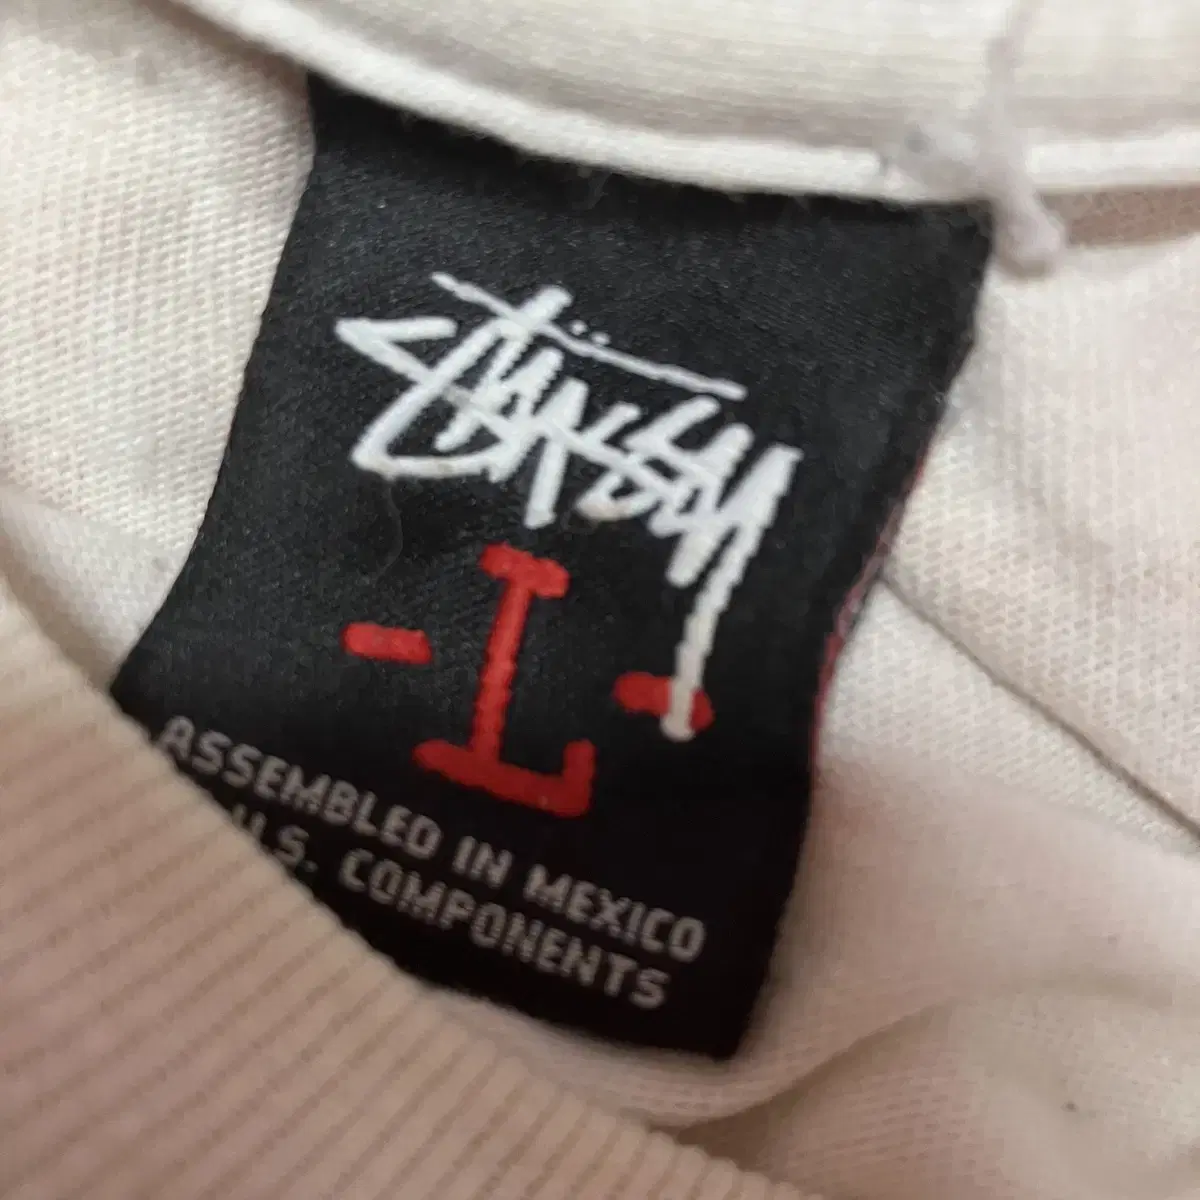 STÜSSY
- L -
ASSEMBLED IN MEXICO
U.S. COMPONENTS